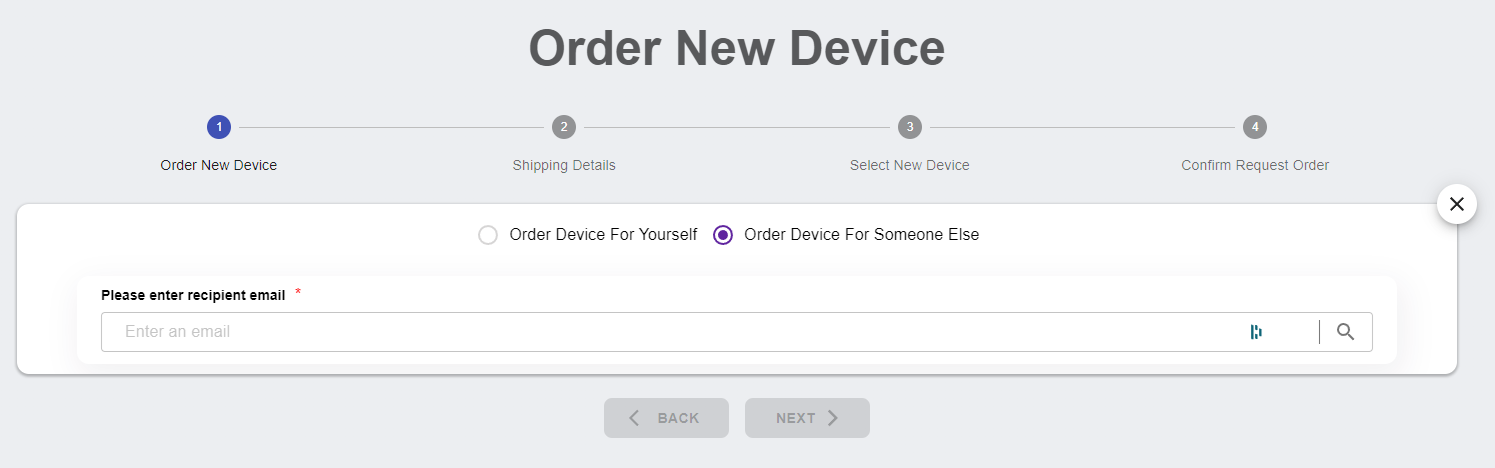 Order New Device
1 2 3 4
Order New Device Shipping Details Select New Device Confirm Request Order
Order Device For Yourself Order Device For Someone Else
Please enter recipient email *
Enter an email
BACK NEXT